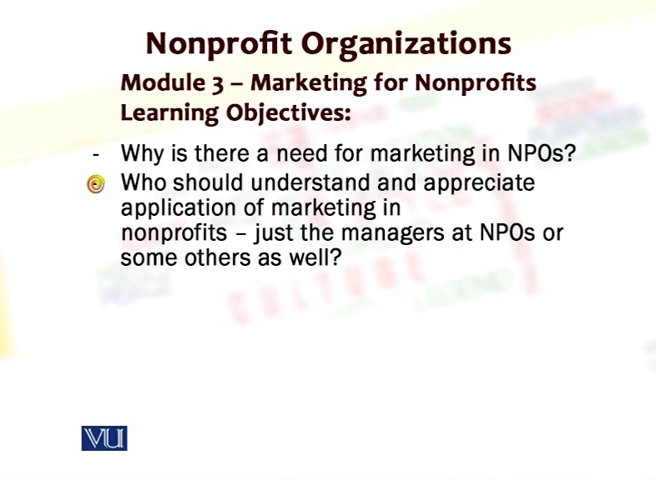 Nonprofit Organizations
Module 3 – Marketing for Nonprofits
Learning Objectives:
- Why is there a need for marketing in NPOs?
Who should understand and appreciate
application of marketing in
nonprofits – just the managers at NPOs or
some others as well?
CULTURE
VU